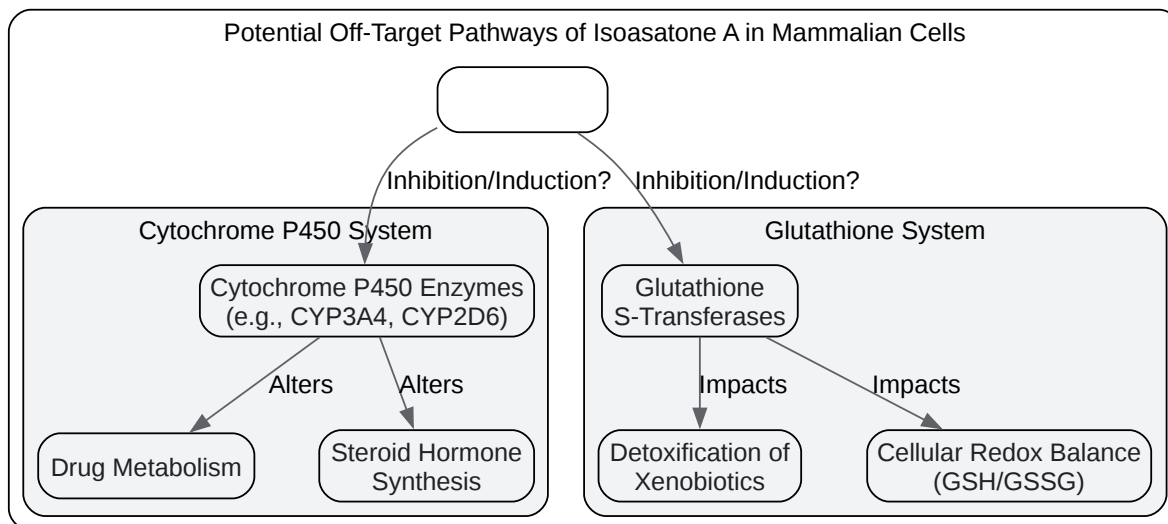 Potential Off-Target Pathways of Isoasatone A in Mammalian Cells
Inhibition/Induction?
Inhibition/Induction?
Cytochrome P450 System
Glutathione System
Cytochrome P450 Enzymes
(e.g., CYP3A4, CYP2D6)
Glutathione
S-Transferases
Alters
Alters
Impacts
Impacts
Drug Metabolism
Steroid Hormone
Synthesis
Detoxification of
Xenobiotics
Cellular Redox Balance
(GSH/GSSG)